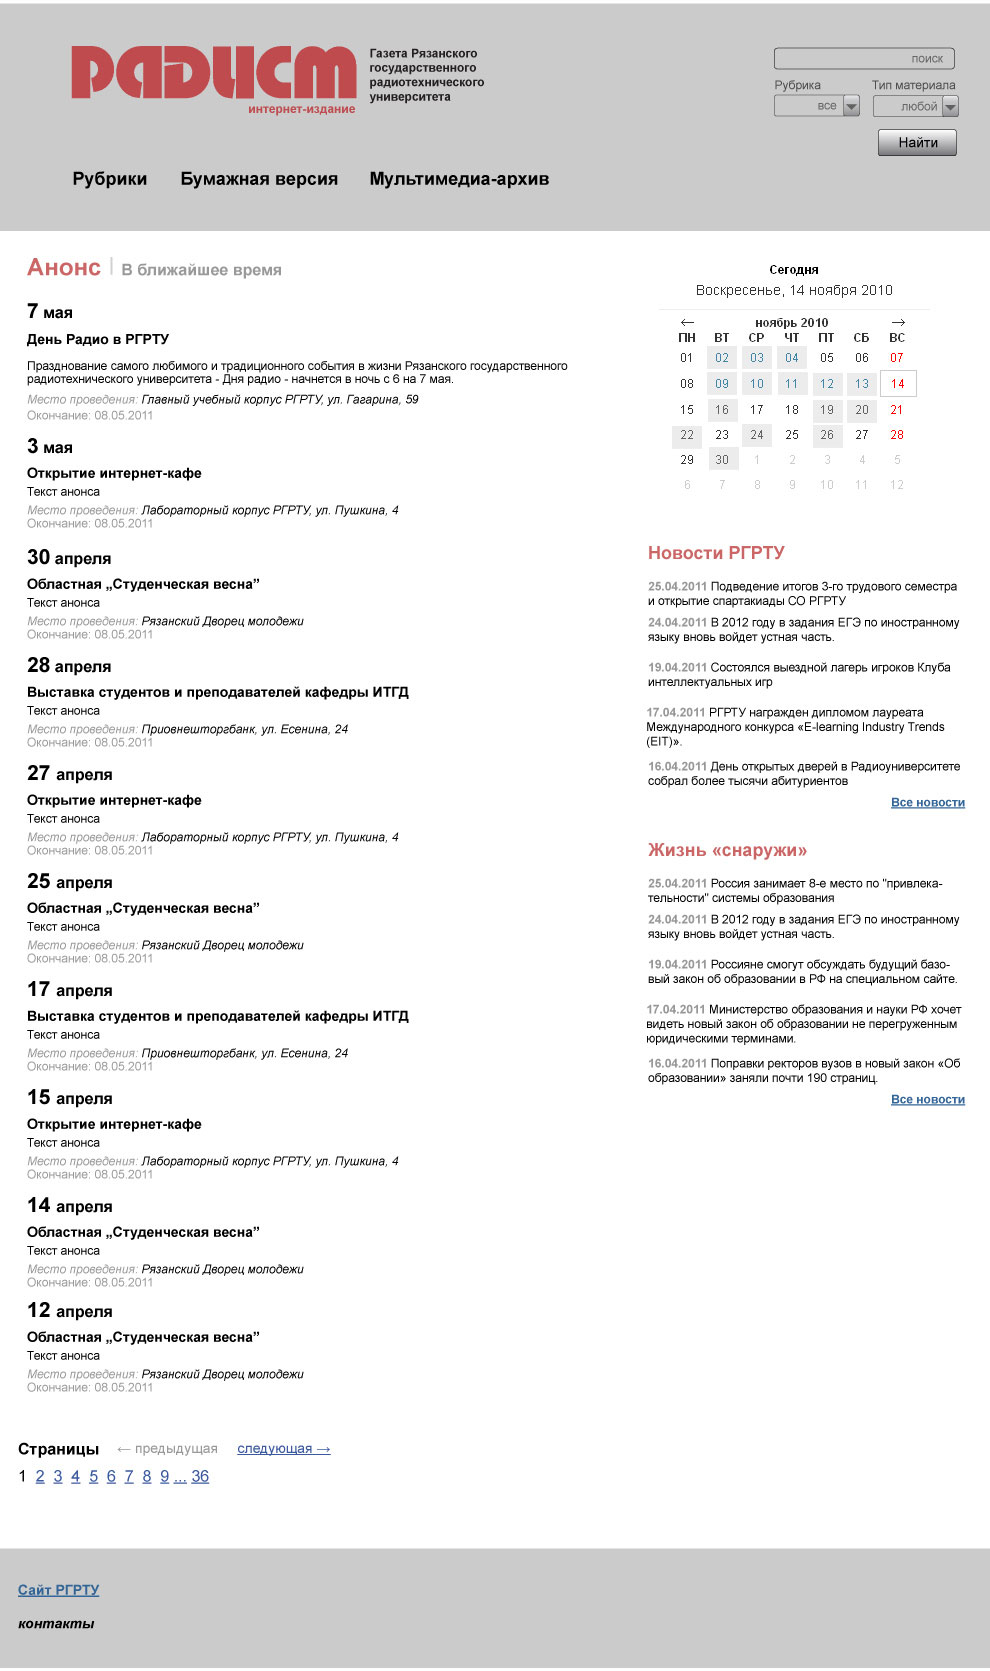 Радист
интернет-издание
Газета Рязанского
государственного
радиотехнического
университета
поиск
Рубрика Тип материала
все любой
Найти
Рубрики Бумажная версия Мультимедиа-архив
Анонс | В ближайшее время
7 мая
День Радио в РГРТУ
Празднование самого любимого и традиционного события в жизни Рязанского государственного
радиотехнического университета - Дня радио - начнется в ночь с 6 на 7 мая.
Место проведения: Главный учебный корпус РГРТУ, ул. Гагарина, 59
Окончание: 08.05.2011
3 мая
Открытие интернет-кафе
Текст анонса
Место проведения: Лабораторный корпус РГРТУ, ул. Пушкина, 4
Окончание: 08.05.2011
30 апреля
Областная „Студенческая весна”
Текст анонса
Место проведения: Рязанский Дворец молодежи
Окончание: 08.05.2011
28 апреля
Выставка студентов и преподавателей кафедры ИТГД
Текст анонса
Место проведения: Приовнешторгбанк, ул. Есенина, 24
Окончание: 08.05.2011
27 апреля
Открытие интернет-кафе
Текст анонса
Место проведения: Лабораторный корпус РГРТУ, ул. Пушкина, 4
Окончание: 08.05.2011
25 апреля
Областная „Студенческая весна”
Текст анонса
Место проведения: Рязанский Дворец молодежи
Окончание: 08.05.2011
17 апреля
Выставка студентов и преподавателей кафедры ИТГД
Текст анонса
Место проведения: Приовнешторгбанк, ул. Есенина, 24
Окончание: 08.05.2011
15 апреля
Открытие интернет-кафе
Текст анонса
Место проведения: Лабораторный корпус РГРТУ, ул. Пушкина, 4
Окончание: 08.05.2011
14 апреля
Областная „Студенческая весна”
Текст анонса
Место проведения: Рязанский Дворец молодежи
Окончание: 08.05.2011
12 апреля
Областная „Студенческая весна”
Текст анонса
Место проведения: Рязанский Дворец молодежи
Окончание: 08.05.2011
Страницы ← предыдущая следующая →
1 2 3 4 5 6 7 8 9 ... 36
Сегодня
Воскресенье, 14 ноября 2010
← ноябрь 2010 →
ПН ВТ СР ЧТ ПТ СБ ВС
01 02 03 04 05 06 07
08 09 10 11 12 13 14
15 16 17 18 19 20 21
22 23 24 25 26 27 28
29 30 1 2 3 4 5
6 7 8 9 10 11 12
Новости РГРТУ
25.04.2011 Подведение итогов 3-го трудового семестра
и открытие спартакиады СО РГРТУ
24.04.2011 В 2012 году в задания ЕГЭ по иностранному
языку вновь войдет устная часть.
19.04.2011 Состоялся выездной лагерь игроков Клуба
интеллектуальных игр
17.04.2011 РГРТУ награжден дипломом лауреата
Международного конкурса «E-learning Industry Trends
(EIT)».
16.04.2011 День открытых дверей в Радиоуниверситете
собрал более тысячи абитуриентов
Все новости
Жизнь «снаружи»
25.04.2011 Россия занимает 8-е место по "привлека-
тельности" системы образования
24.04.2011 В 2012 году в задания ЕГЭ по иностранному
языку вновь войдет устная часть.
19.04.2011 Россияне смогут обсуждать будущий базо-
вый закон об образовании в РФ на специальном сайте.
17.04.2011 Министерство образования и науки РФ хочет
видеть новый закон об образовании не перегруженным
юридическими терминами.
16.04.2011 Поправки ректоров вузов в новый закон «Об
образовании» заняли почти 190 страниц.
Все новости
Сайт РГРТУ
контакты